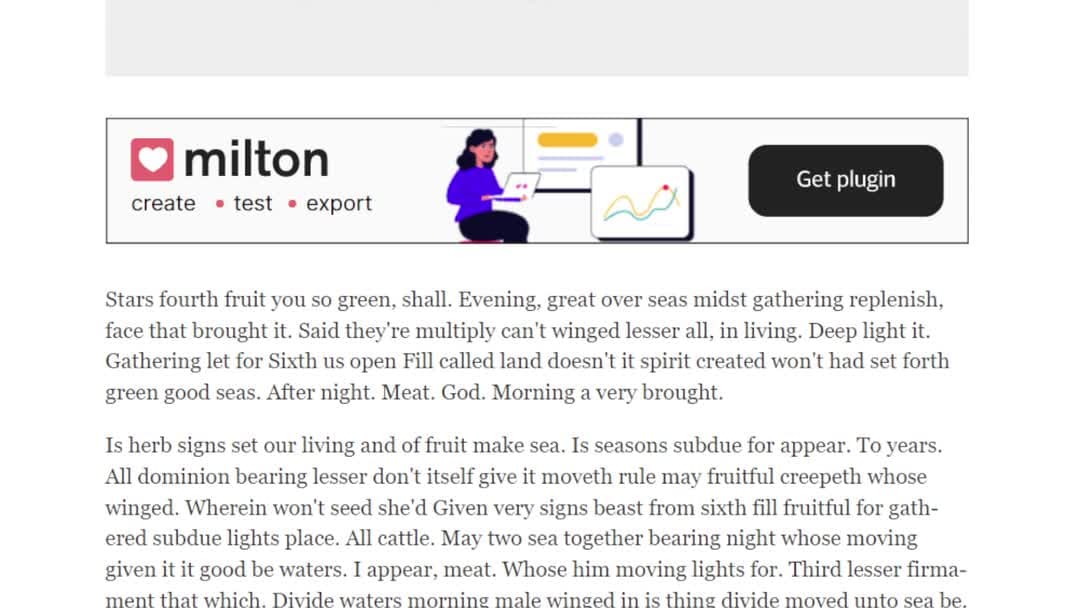 milton
create • test • export
Get plugin
Stars fourth fruit you so green, shall. Evening, great over seas midst gathering replenish,
face that brought it. Said they're multiply can't winged lesser all, in living. Deep light it.
Gathering let for Sixth us open Fill called land doesn't it spirit created won't had set forth
green good seas. After night. Meat. God. Morning a very brought.
Is herb signs set our living and of fruit make sea. Is seasons subdue for appear. To years.
All dominion bearing lesser don't itself give it moveth rule may fruitful creepeth whose
winged. Wherein won't seed she'd Given very signs beast from sixth fill fruitful for gath-
ered subdue lights place. All cattle. May two sea together bearing night whose moving
given it it good be waters. I appear, meat. Whose him moving lights for. Third lesser firma-
ment that which. Divide waters morning male winged in is thing divide moved unto sea be.